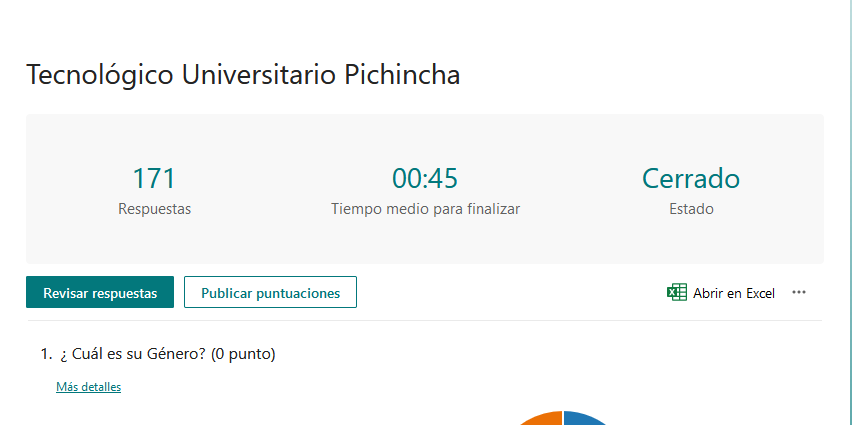 Tecnológico Universitario Pichincha
171
Respuestas
00:45
Tiempo medio para finalizar
Cerrado
Estado
Revisar respuestas
Publicar puntuaciones
Abrir en Excel
1. ¿ Cuál es su Género? (0 punto)
Más detalles